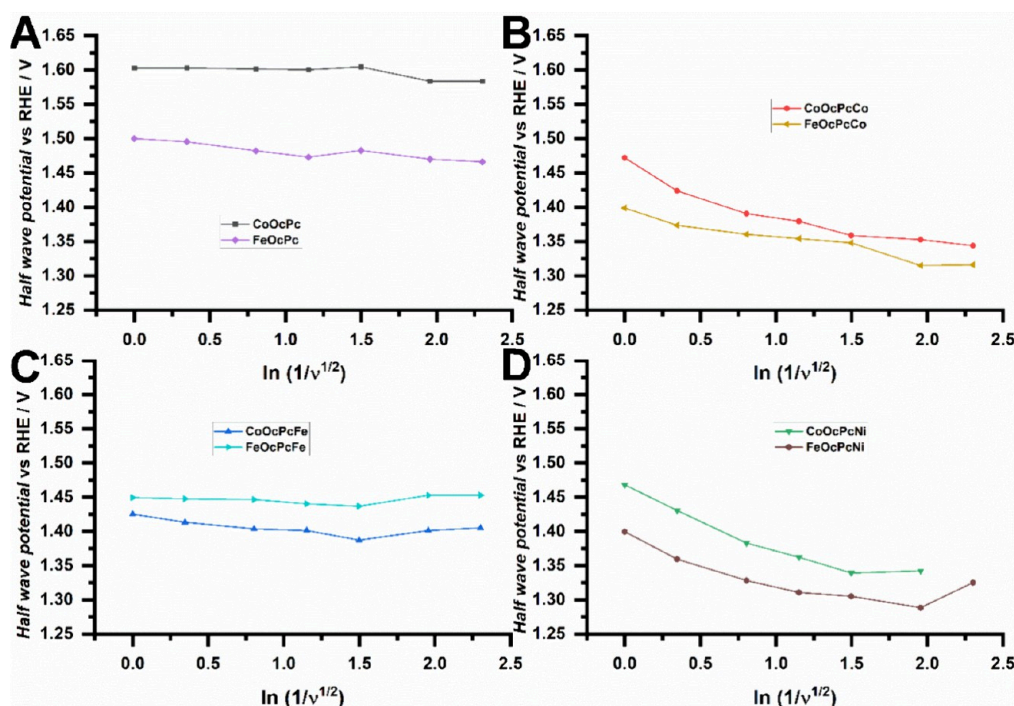 A
Half wave potential vs RHE / V
1.65
1.60
1.55
1.50
1.45
1.40
1.35
1.30
1.25
CoOcPc
FeOcPc
0.0 0.5 1.0 1.5 2.0 2.5
ln (1/ν^1/2)
B
Half wave potential vs RHE / V
1.65
1.60
1.55
1.50
1.45
1.40
1.35
1.30
1.25
CoOcPcCo
FeOcPcCo
0.0 0.5 1.0 1.5 2.0 2.5
ln (1/ν^1/2)
C
Half wave potential vs RHE / V
1.65
1.60
1.55
1.50
1.45
1.40
1.35
1.30
1.25
CoOcPcFe
FeOcPcFe
0.0 0.5 1.0 1.5 2.0 2.5
ln (1/ν^1/2)
D
Half wave potential vs RHE / V
1.65
1.60
1.55
1.50
1.45
1.40
1.35
1.30
1.25
CoOcPcNi
FeOcPcNi
0.0 0.5 1.0 1.5 2.0 2.5
ln (1/ν^1/2)